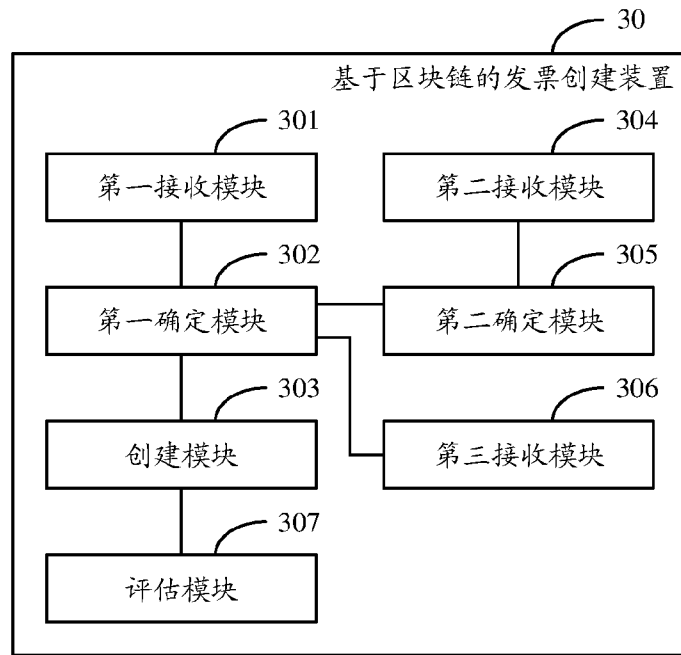 30
基于区块链的发票创建装置
301
304
第一接收模块
第二接收模块
302
305
第一确定模块
第二确定模块
303
306
创建模块
第三接收模块
307
评估模块